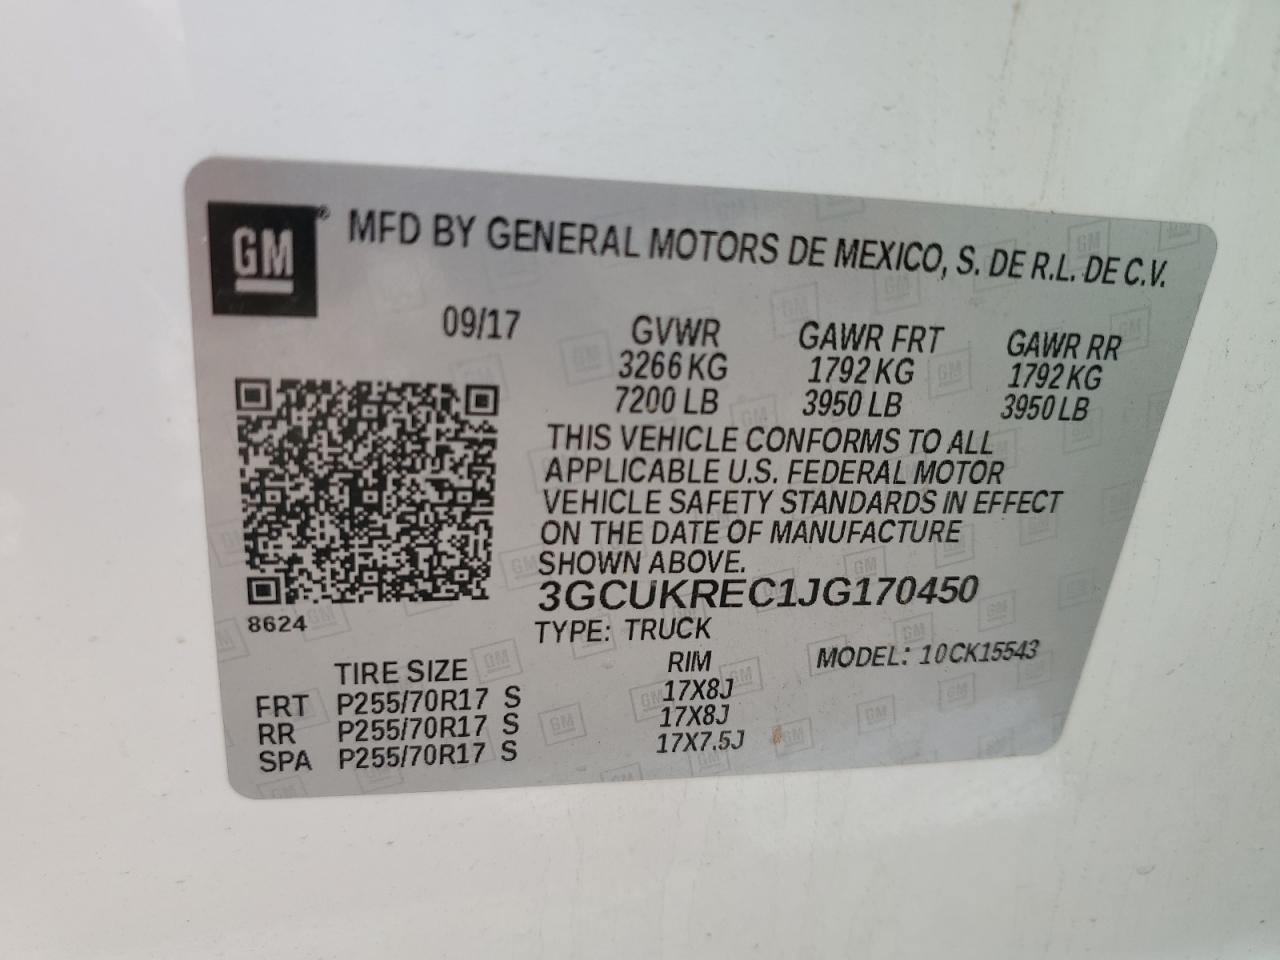 GM® MFD BY GENERAL MOTORS DE MEXICO, S. DE R.L. DE C.V.
09/17 GVWR GAWR FRT GAWR RR
3266 KG 1792 KG 1792 KG
7200 LB 3950 LB 3950 LB
THIS VEHICLE CONFORMS TO ALL
APPLICABLE U.S. FEDERAL MOTOR
VEHICLE SAFETY STANDARDS IN EFFECT
ON THE DATE OF MANUFACTURE
SHOWN ABOVE.
3GCUKREC1JG170450
8624
TYPE: TRUCK
TIRE SIZE RIM MODEL: 10CK15543
FRT P255/70R17 S 17X8J
RR P255/70R17 S 17X8J
SPA P255/70R17 S 17X7.5J